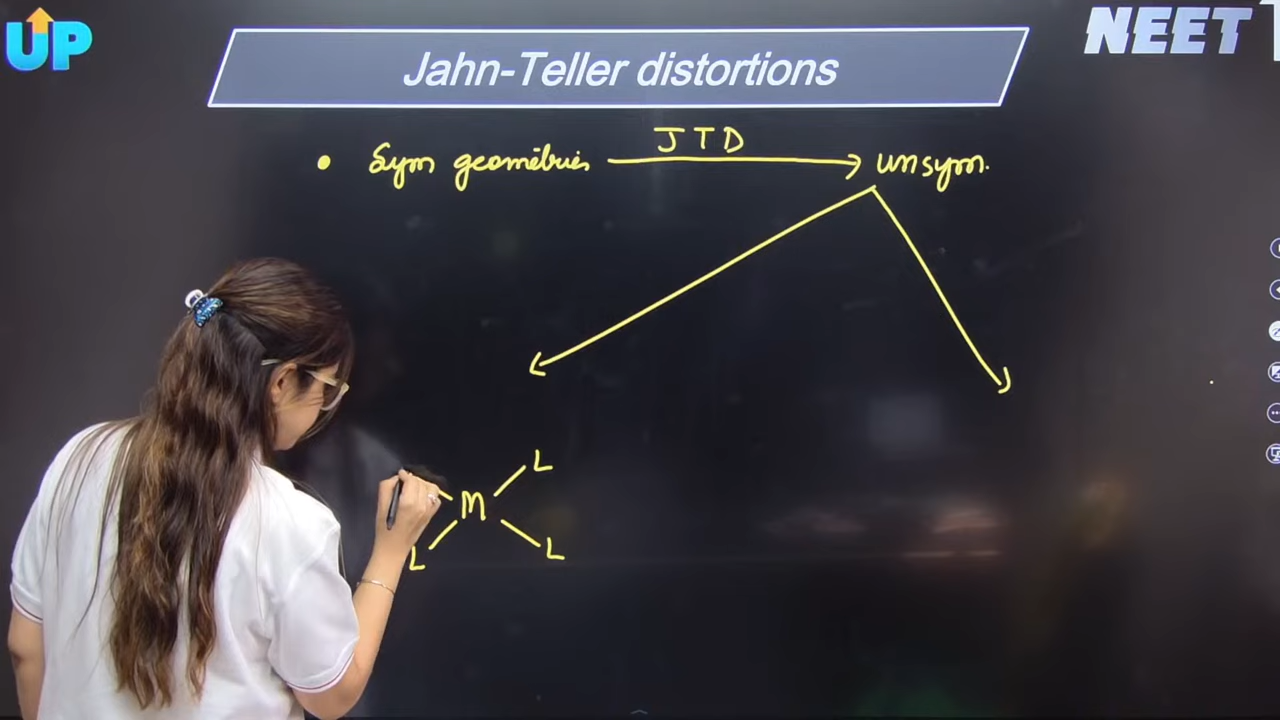 UP
NEET
Jahn-Teller distortions
• Sym geometries JTD → unsym.
L
M
L L